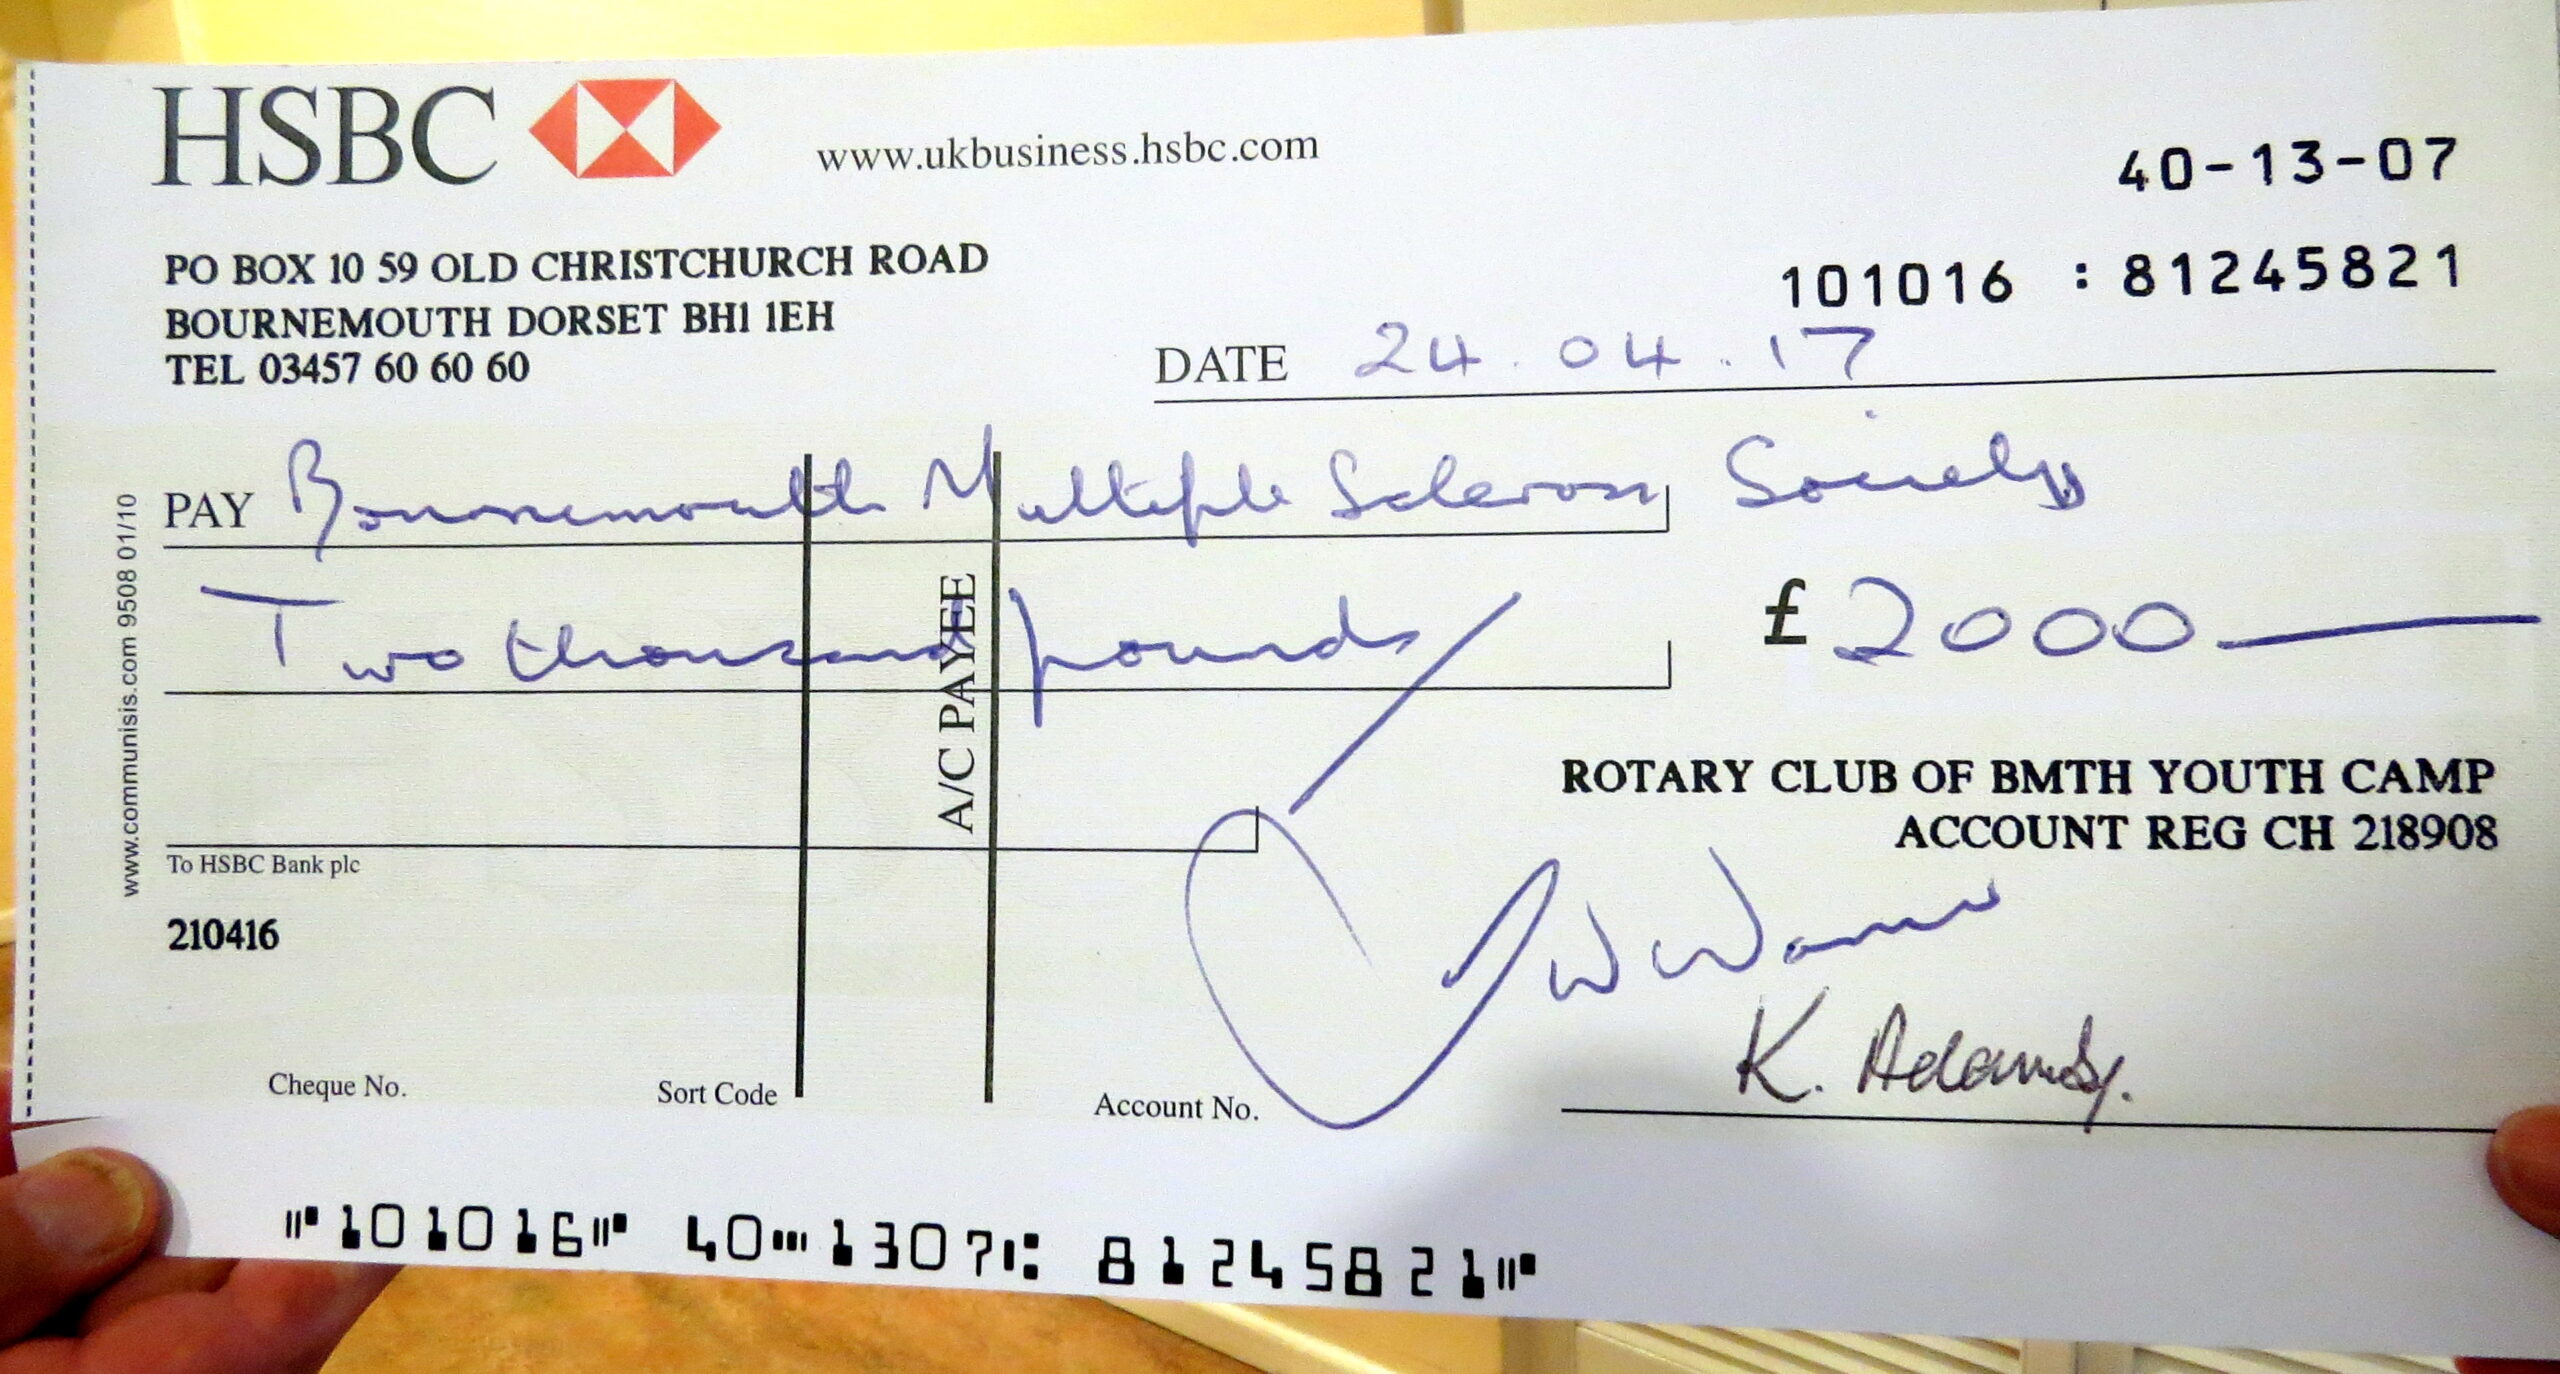 HSBC www.ukbusiness.hsbc.com
40-13-07
PO BOX 10 59 OLD CHRISTCHURCH ROAD
BOURNEMOUTH DORSET BH1 1EH
TEL 03457 60 60 60
101016 : 81245821
DATE 24.04.17
PAY Bournemouth Multiple Sclerosis Society
Two thousand pounds
£ 2000
A/C PAYEE
www.communisis.com 9508 01/10
ROTARY CLUB OF BMTH YOUTH CAMP
ACCOUNT REG CH 218908
To HSBC Bank plc
210416
K.
Cheque No. Sort Code Account No.
⑈101016⑈ 40⑉1307⑆ 81245821⑈